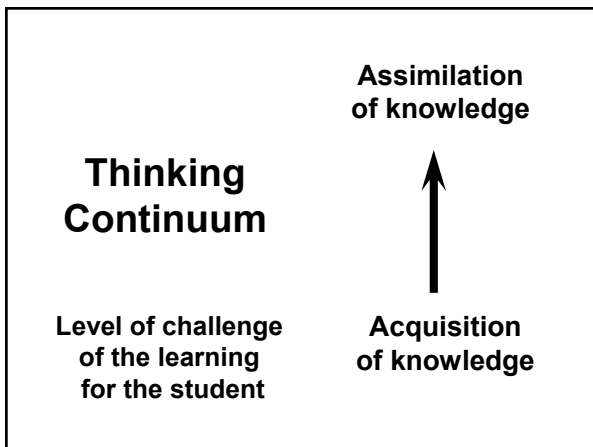 Assimilation
of knowledge
Thinking
Continuum
Level of challenge
of the learning
for the student
Acquisition
of knowledge